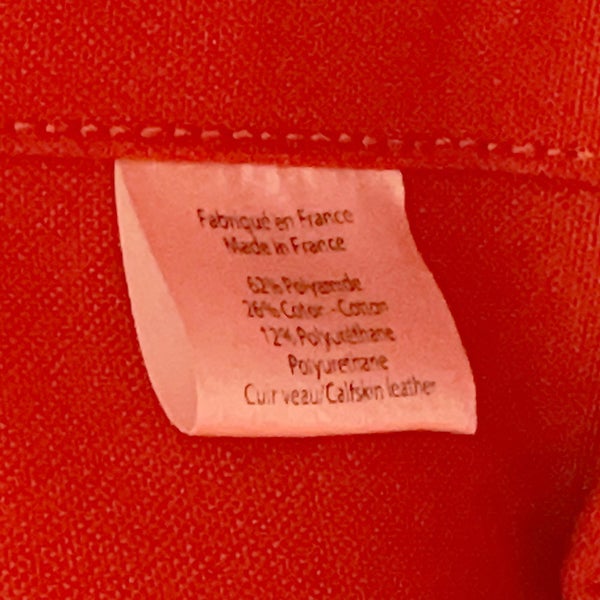 Fabriqué en France
Made in France
62% Polyamide
26% Coton - Cotton
12% Polyuréthane
Polyurethane
Cuir veau/Calfskin leather